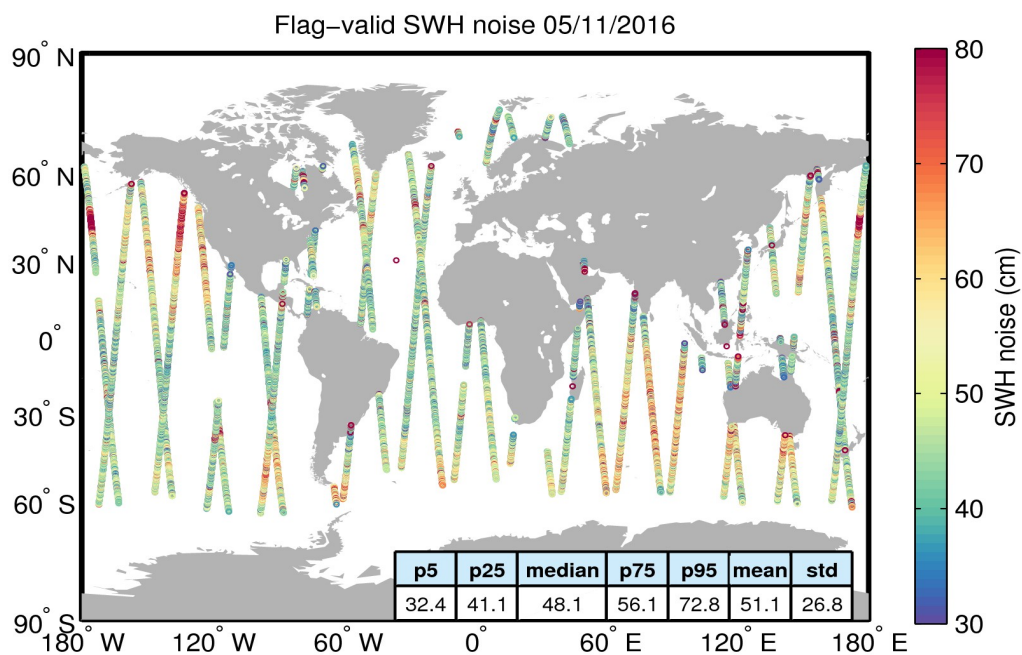 Flag−valid SWH noise 05/11/2016
90° N
60° N
30° N
0°
30° S
60° S
90° S
180° W
120° W
60° W
0°
60° E
120° E
180° E
p5 p25 median p75 p95 mean std
32.4 41.1 48.1 56.1 72.8 51.1 26.8
80
70
60
50
40
30
SWH noise (cm)